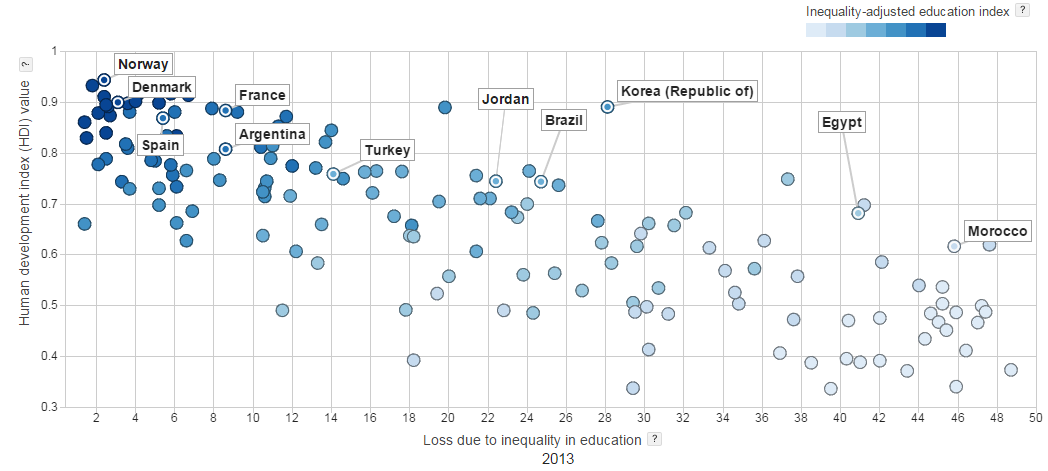 Inequality-adjusted education index ?
Human development index (HDI) value ?
1
0.9
0.8
0.7
0.6
0.5
0.4
0.3
Norway
Denmark
France
Korea (Republic of)
Jordan
Brazil
Egypt
Spain
Argentina
Turkey
Morocco
2 4 6 8 10 12 14 16 18 20 22 24 26 28 30 32 34 36 38 40 42 44 46 48 50
Loss due to inequality in education ?
2013